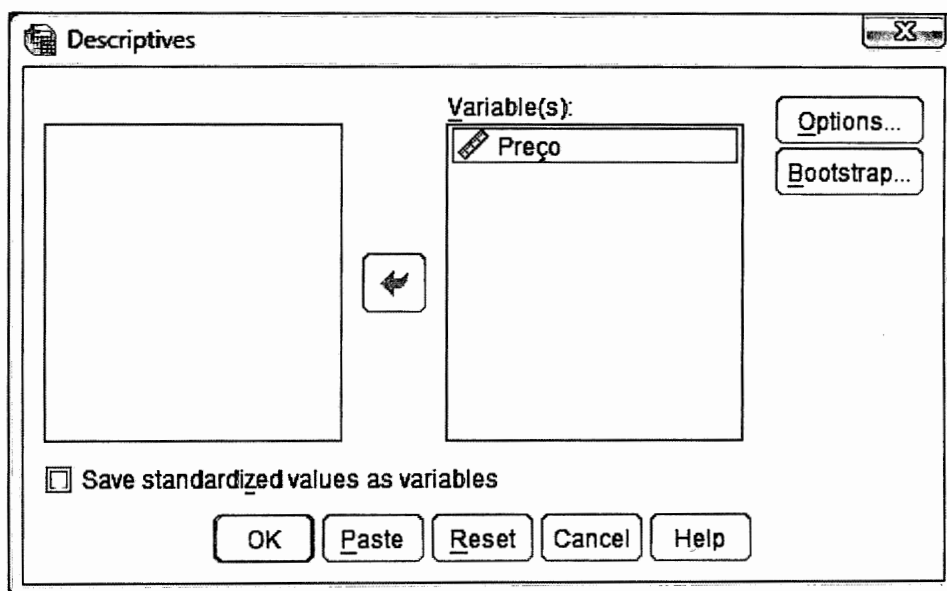 Descriptives
Variable(s):
Preço
Options...
Bootstrap...
Save standardized values as variables
OK Paste Reset Cancel Help